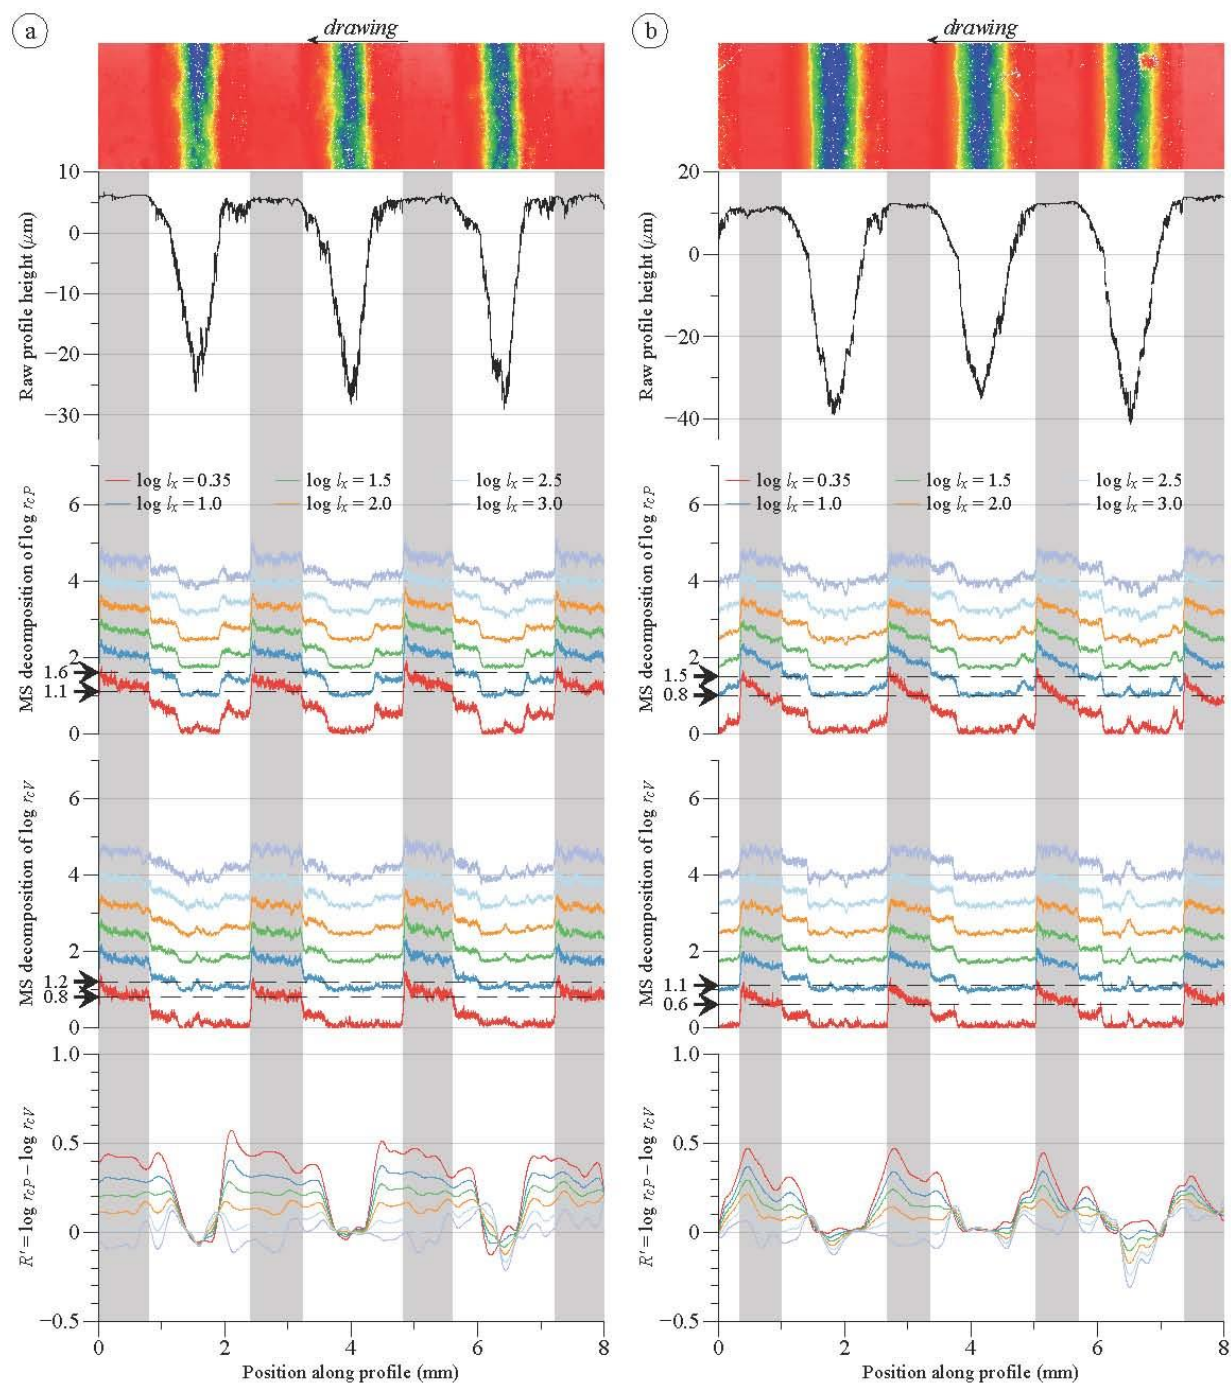 a
drawing
b
drawing
10
0
−10
−20
−30
Raw profile height (μm)
20
0
−20
−40
Raw profile height (μm)
log lx = 0.35
log lx = 1.5
log lx = 2.5
log lx = 1.0
log lx = 2.0
log lx = 3.0
6
4
2
1.6
1.1
0
MS decomposition of log rcP
log lx = 0.35
log lx = 1.5
log lx = 2.5
log lx = 1.0
log lx = 2.0
log lx = 3.0
6
4
2
1.5
0.8
0
MS decomposition of log rcP
6
4
2
1.2
0.8
0
MS decomposition of log rcV
6
4
2
1.1
0.6
0
MS decomposition of log rcV
1.0
0.5
0
−0.5
R' = log rcP − log rcV
0
2
4
6
8
Position along profile (mm)
1.0
0.5
0
−0.5
R' = log rcP − log rcV
0
2
4
6
8
Position along profile (mm)